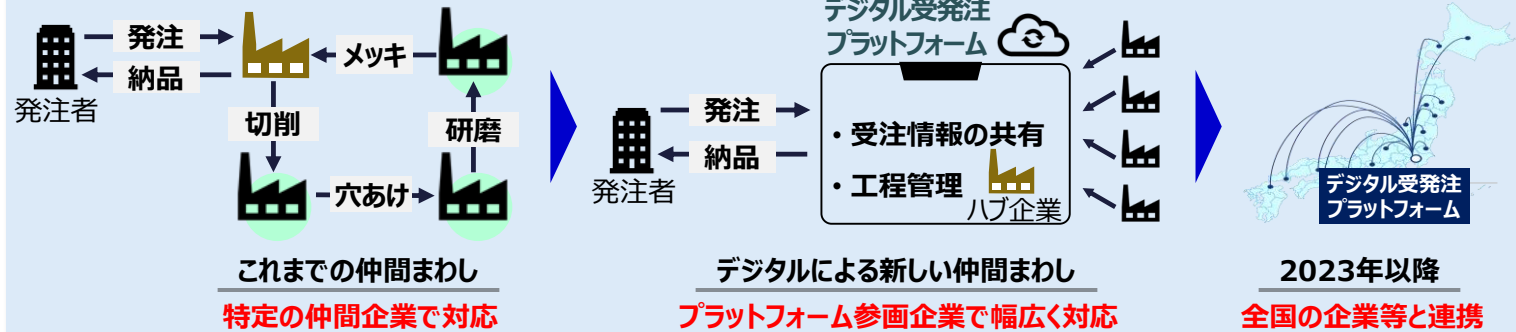 発注
納品
発注者
メッキ
切削
研磨
穴あけ
これまでの仲間まわし
特定の仲間企業で対応
デジタル受発注
プラットフォーム
発注
納品
発注者
・受注情報の共有
・工程管理
ハブ企業
デジタルによる新しい仲間まわし
プラットフォーム参画企業で幅広く対応
デジタル受発注
プラットフォーム
2023年以降
全国の企業等と連携